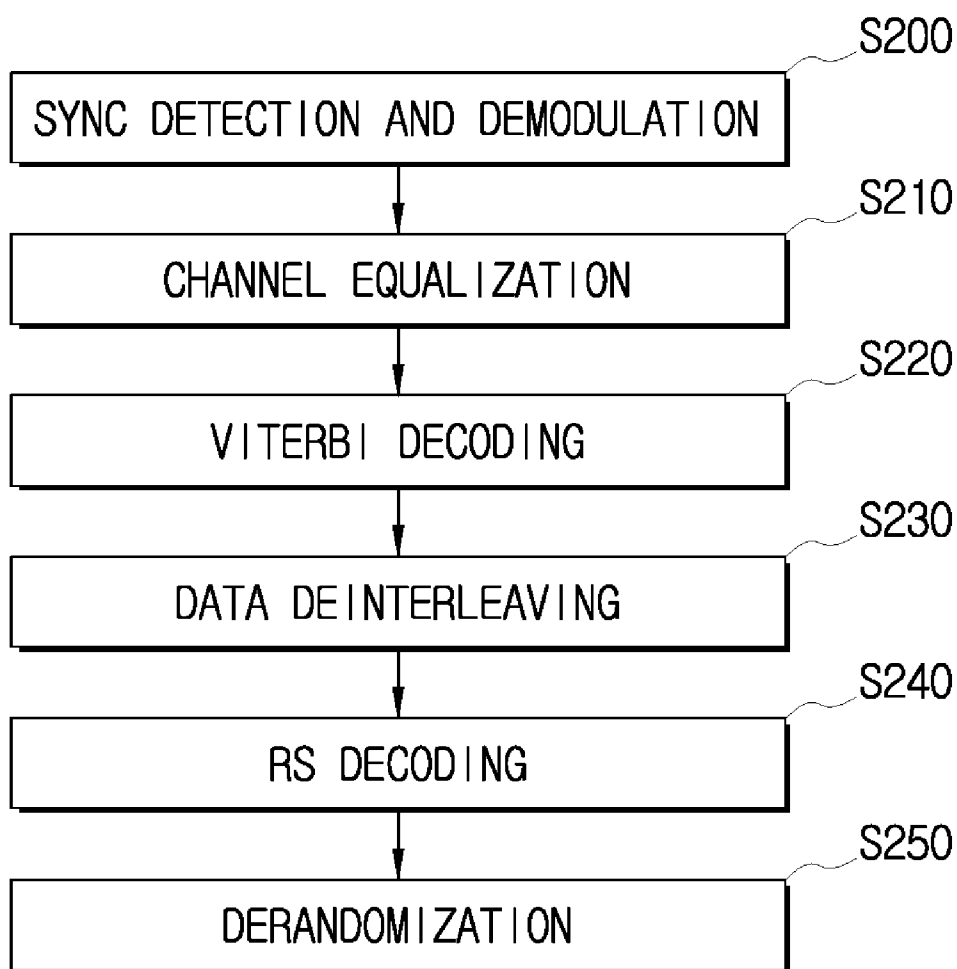 S200
SYNC DETECTION AND DEMODULATION
S210
CHANNEL EQUALIZATION
S220
VITERBI DECODING
S230
DATA DEINTERLEAVING
S240
RS DECODING
S250
DERANDOMIZATION